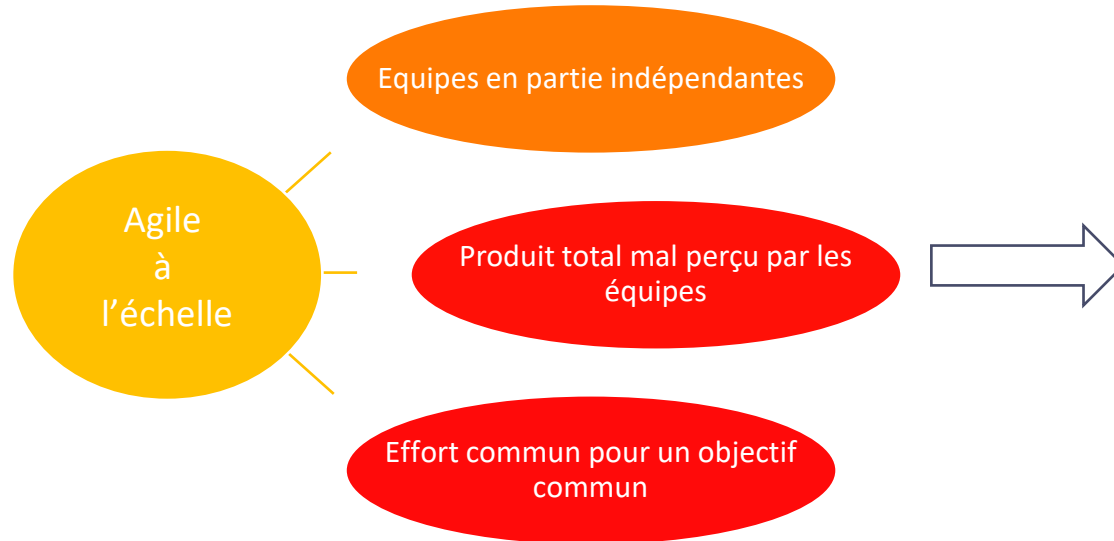 Equipes en partie indépendantes
Agile
à
l’échelle
Produit total mal perçu par les
équipes
Effort commun pour un objectif
commun